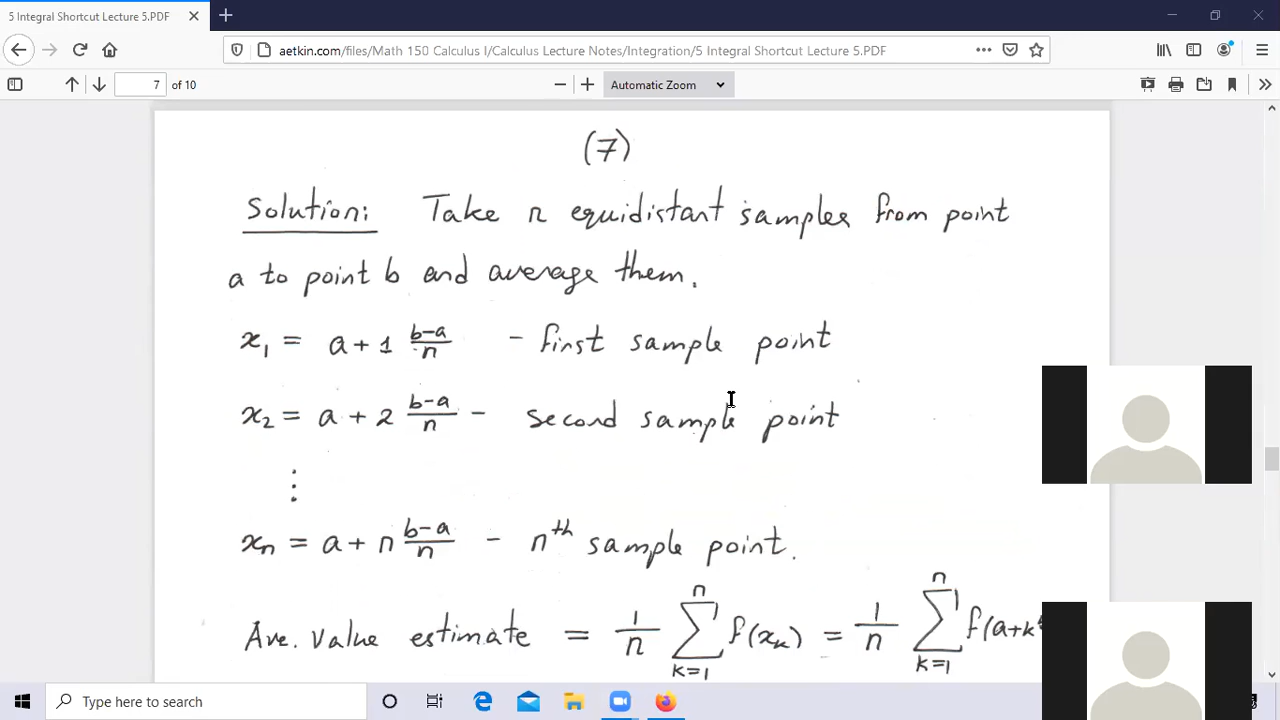 5 Integral Shortcut Lecture 5.PDF
aetkin.com/files/Math 150 Calculus I/Calculus Lecture Notes/Integration/5 Integral Shortcut Lecture 5.PDF
7 of 10
Automatic Zoom
(7)
Solution: Take n equidistant samples from point
a to point b and average them.
x₁ = a + 1 (b-a)/n - first sample point
x₂ = a + 2 (b-a)/n - second sample point
⋮
xₙ = a + n (b-a)/n - nᵗʰ sample point.
Ave. value estimate = 1/n ∑ₖ₌₁ⁿ f(xₖ) = 1/n ∑ₖ₌₁ⁿ f(a+k
Type here to search